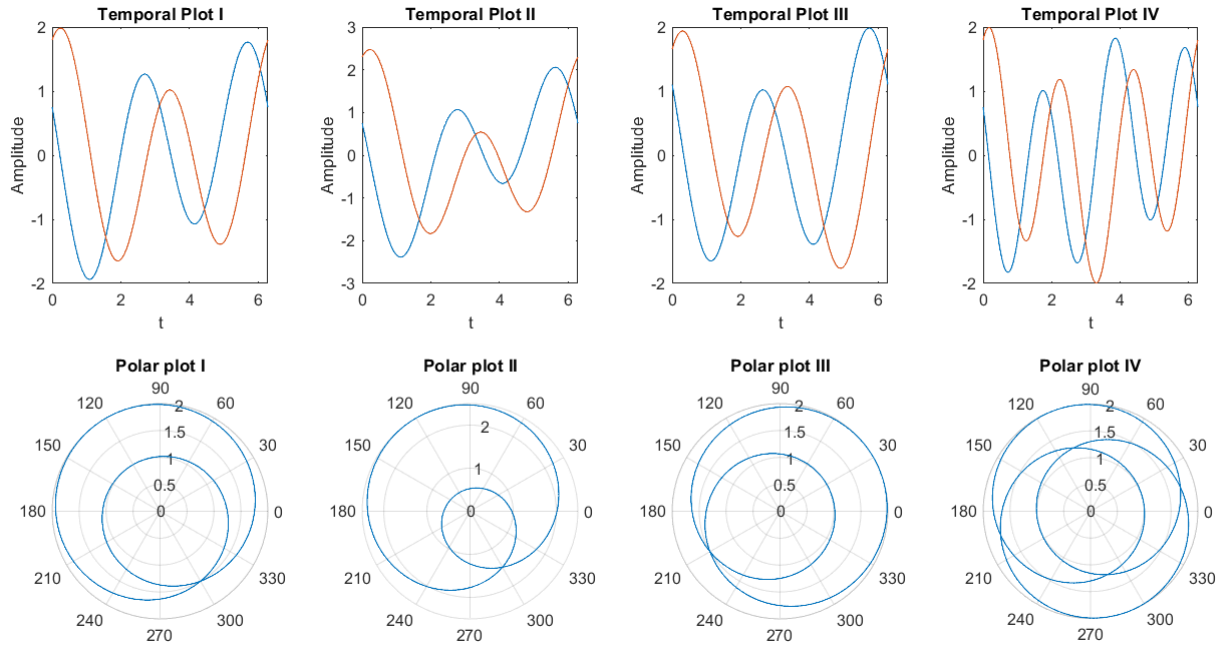 Temporal Plot I
2
1
0
-1
-2
Amplitude
0 2 4 6
t
Temporal Plot II
3
2
1
0
-1
-2
-3
Amplitude
0 2 4 6
t
Temporal Plot III
2
1
0
-1
-2
Amplitude
0 2 4 6
t
Temporal Plot IV
2
1
0
-1
-2
Amplitude
0 2 4 6
t
Polar plot I
90
120 60
2
1.5
150 30
1
0.5
180 0 0
210 330
240 300
270
Polar plot II
90
120 60
2
150 30
1
180 0 0
210 330
240 300
270
Polar plot III
90
120 60
2
1.5
150 30
1
0.5
180 0 0
210 330
240 300
270
Polar plot IV
90
120 60
2
1.5
150 30
1
0.5
180 0 0
210 330
240 300
270